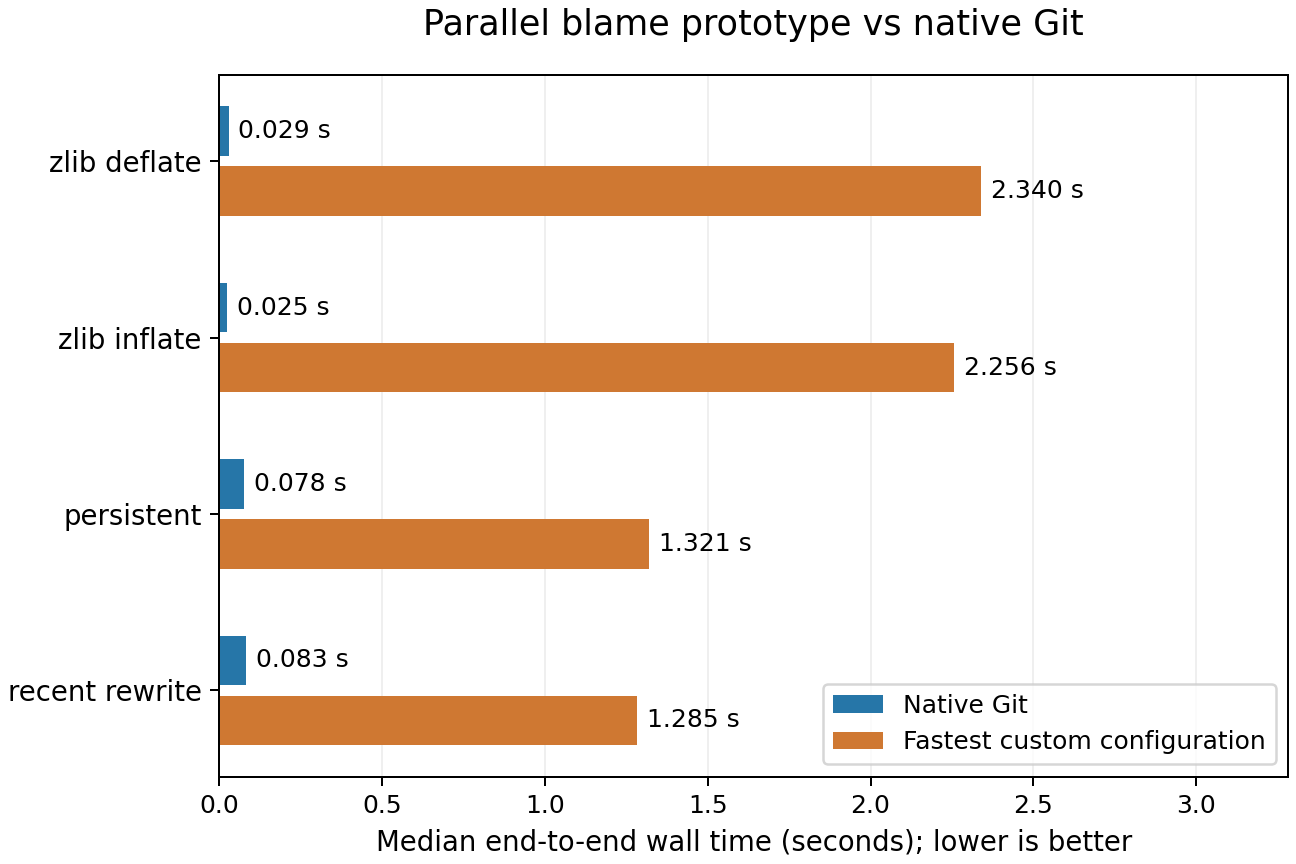 Parallel blame prototype vs native Git
zlib deflate
0.029 s
2.340 s
zlib inflate
0.025 s
2.256 s
persistent
0.078 s
1.321 s
recent rewrite
0.083 s
1.285 s
Native Git
Fastest custom configuration
0.0 0.5 1.0 1.5 2.0 2.5 3.0
Median end-to-end wall time (seconds); lower is better